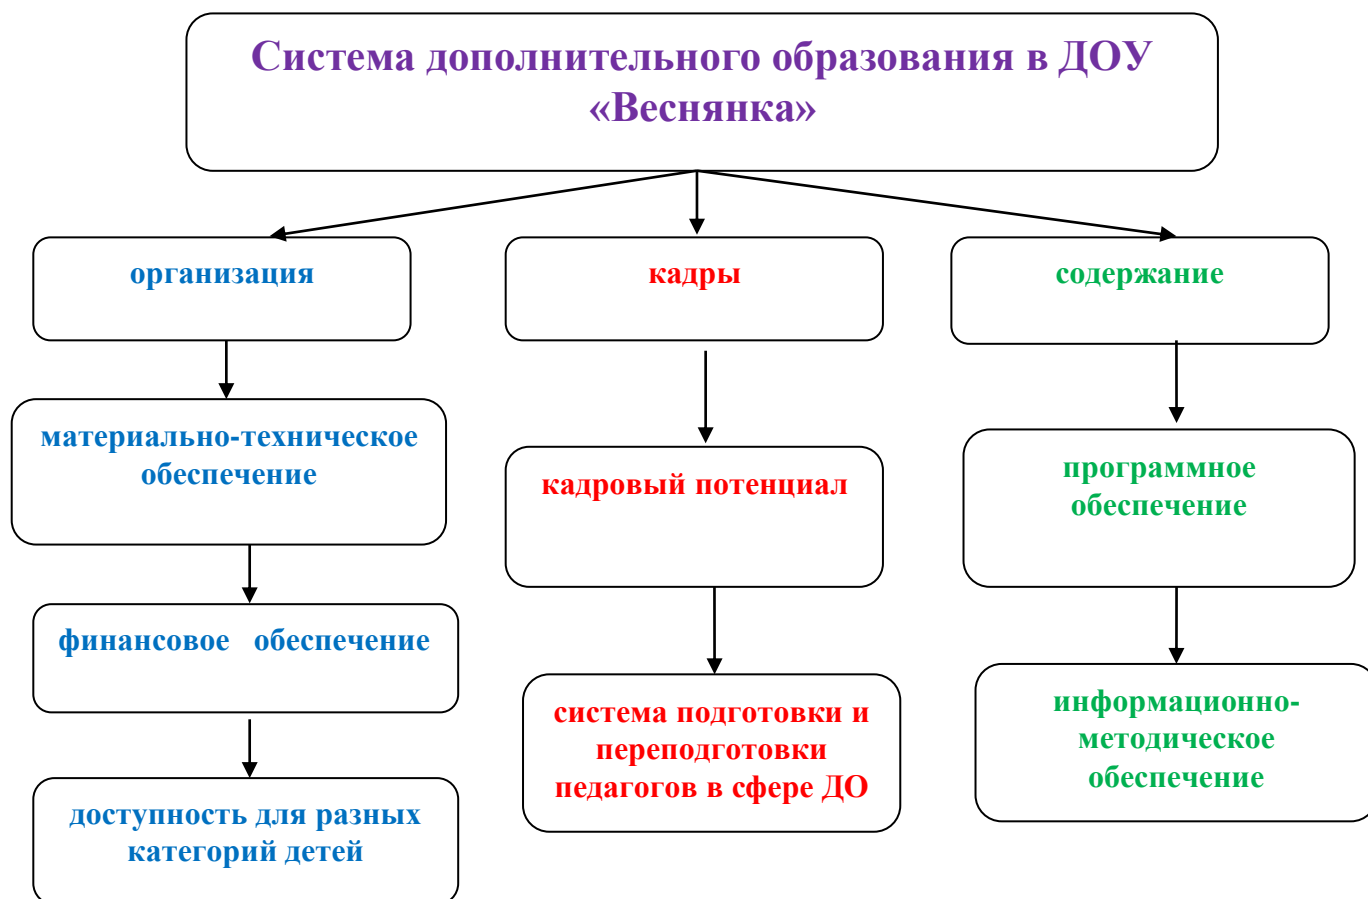 Система дополнительного образования в ДОУ
«Веснянка»
организация
кадры
содержание
материально-техническое
обеспечение
кадровый потенциал
программное
обеспечение
финансовое обеспечение
система подготовки и
переподготовки
педагогов в сфере ДО
информационно-
методическое
обеспечение
доступность для разных
категорий детей